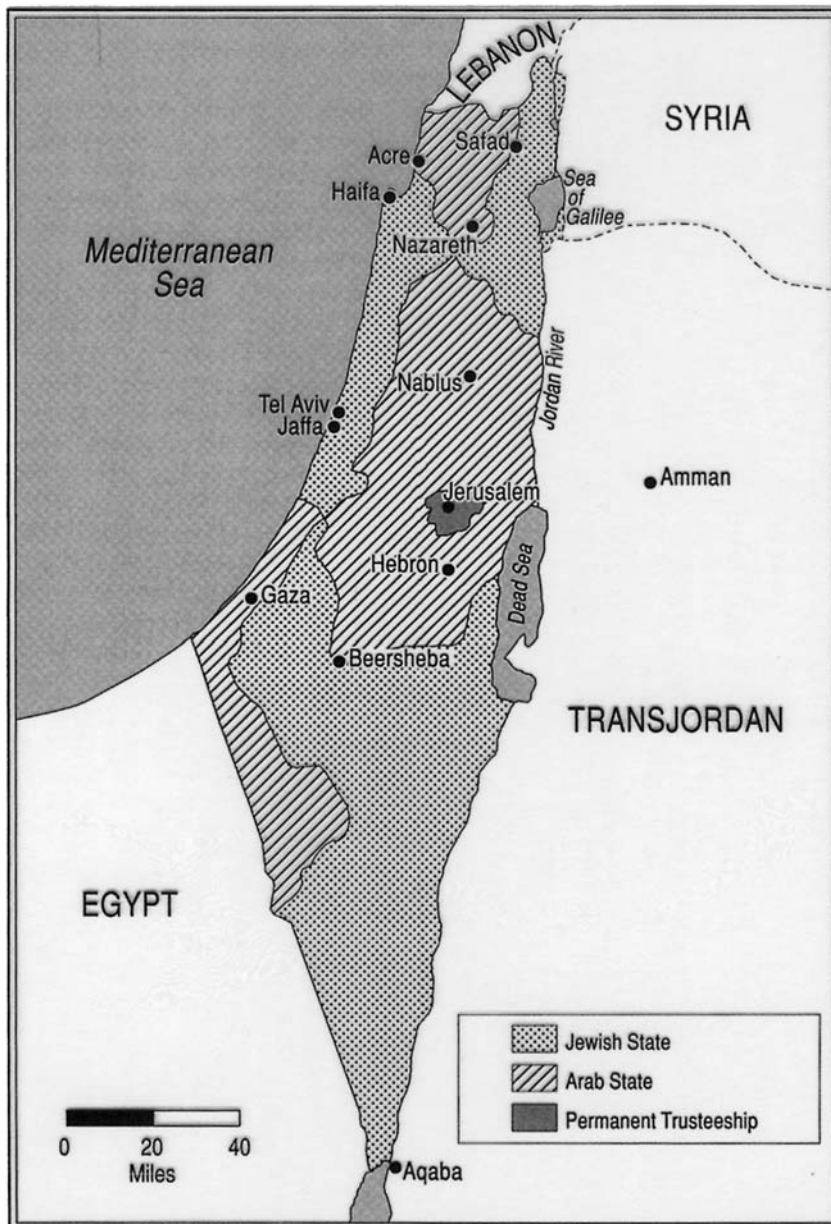 LEBANON
SYRIA
Safad
Acre
Haifa
Sea
of
Galilee
Nazareth
Mediterranean
Sea
Nablus
Jordan River
Tel Aviv
Jaffa
Amman
Jerusalem
Hebron
Dead Sea
Gaza
Beersheba
TRANSJORDAN
EGYPT
Jewish State
Arab State
Permanent Trusteeship
0 20 40
Miles
Aqaba